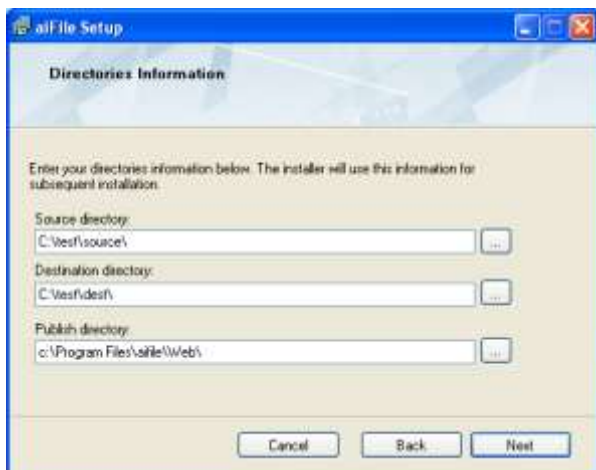 aiFile Setup
Directories Information
Enter your directories information below. The installer will use this information for
subsequent installation.
Source directory:
C:\test\source\
...
Destination directory:
C:\test\dest\
...
Publish directory:
c:\Program Files\aifile\Web\
...
Cancel Back Next